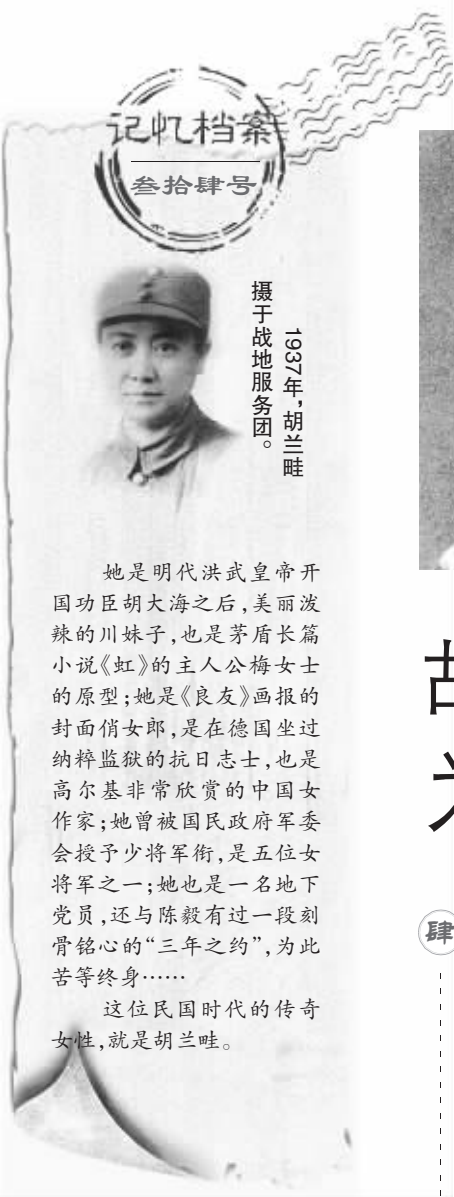 记忆档案
叁拾肆号
1937年，胡兰畦
摄于战地服务团。
她是明代洪武皇帝开
国功臣胡大海之后，美丽泼
辣的川妹子，也是茅盾长篇
小说《虹》的主人公梅女士
的原型；她是《良友》画报的
封面俏女郎，是在德国坐过
纳粹监狱的抗日志士，也是
高尔基非常欣赏的中国女
作家；她曾被国民政府军委
会授予少将军衔，是五位女
将军之一；她也是一名地下
党员，还与陈毅有过一段刻
骨铭心的“三年之约”，为此
苦等终身……
这位民国时代的传奇
女性，就是胡兰畦。
肆